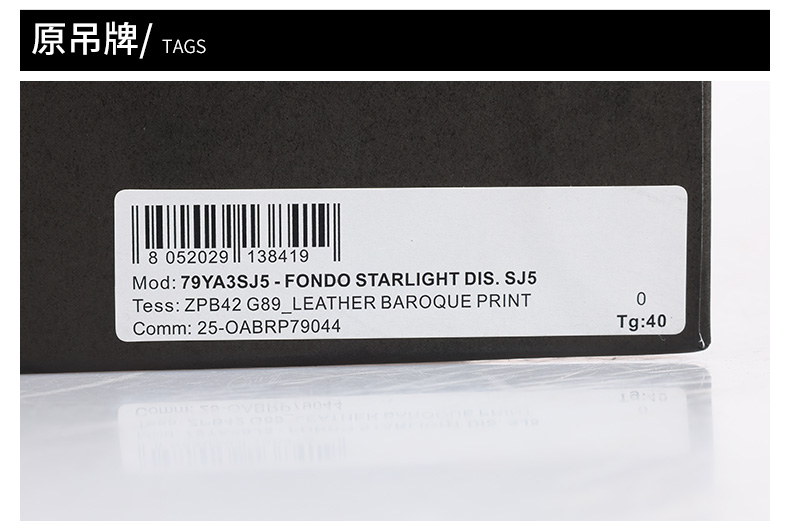 原吊牌/ TAGS
8 052029 138419
Mod: 79YA3SJ5 - FONDO STARLIGHT DIS. SJ5
Tess: ZPB42 G89_LEATHER BAROQUE PRINT
0
Comm: 25-OABRP79044
Tg:40